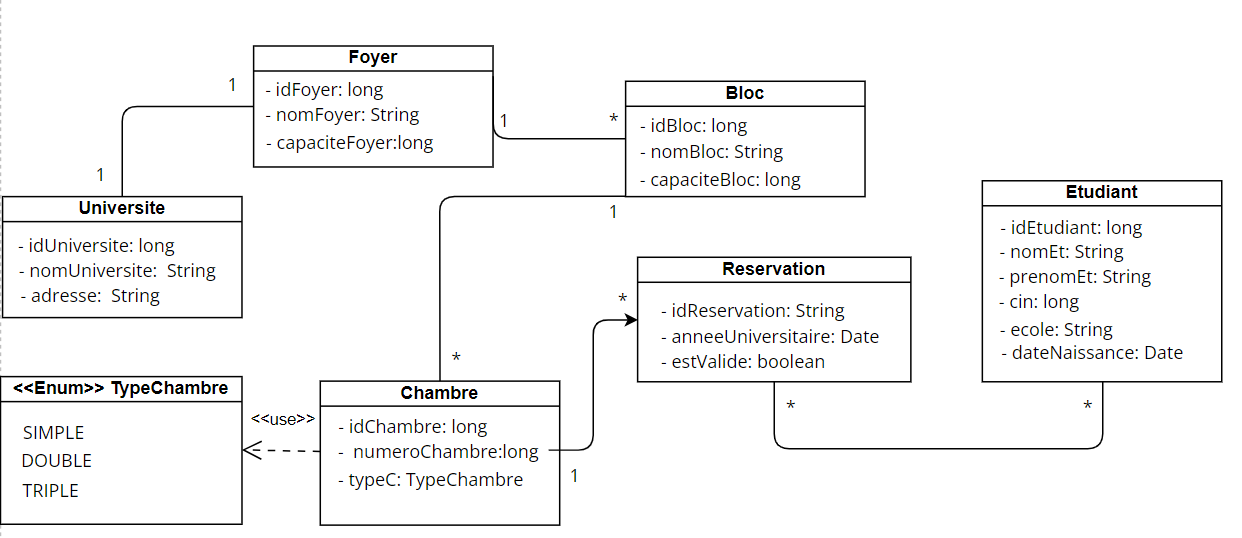 Foyer
- idFoyer: long
- nomFoyer: String
- capaciteFoyer:long
1
1
1
*
Bloc
- idBloc: long
- nomBloc: String
- capaciteBloc: long
1
*
Universite
- idUniversite: long
- nomUniversite: String
- adresse: String
Etudiant
- idEtudiant: long
- nomEt: String
- prenomEt: String
- cin: long
- ecole: String
- dateNaissance: Date
Reservation
- idReservation: String
- anneeUniversitaire: Date
- estValide: boolean
*
*
*
<<Enum>> TypeChambre
SIMPLE
DOUBLE
TRIPLE
<<use>>
Chambre
- idChambre: long
- numeroChambre:long
- typeC: TypeChambre
1